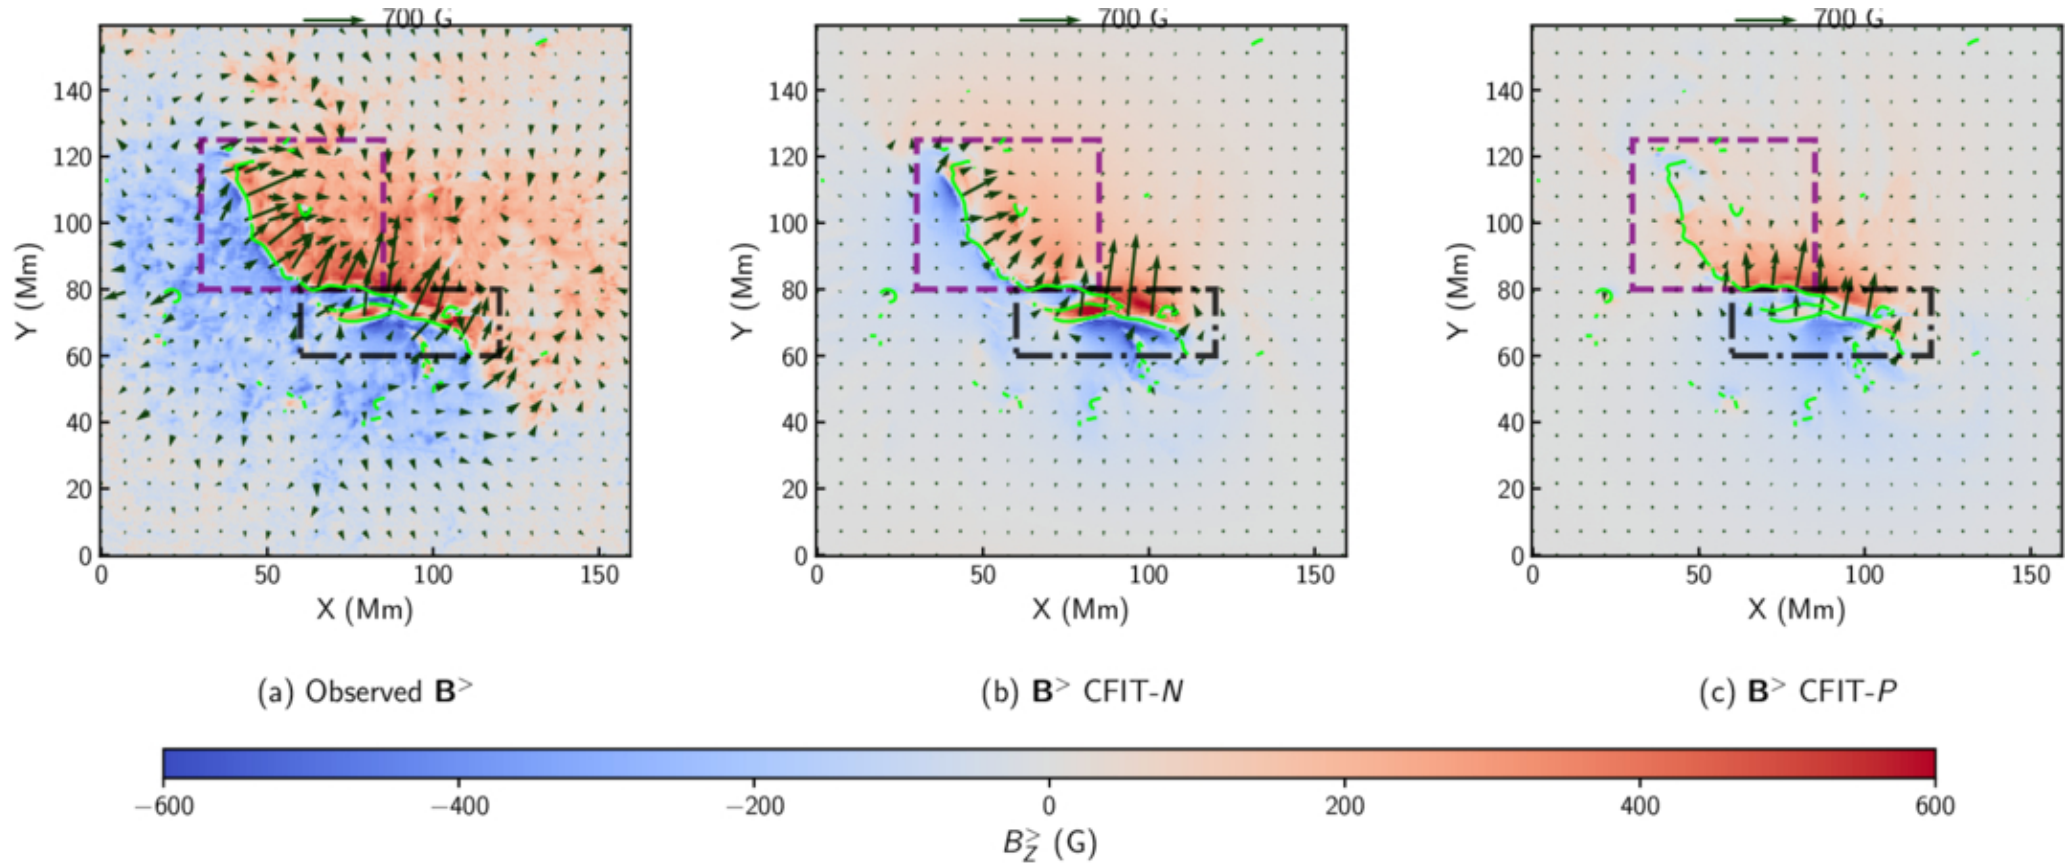 700 G 700 G 700 G
140 140 140
120 120 120
100 100 100
80 80 80
60 60 60
40 40 40
20 20 20
0 0 0
Y (Mm) Y (Mm) Y (Mm)
0 50 100 150 0 50 100 150 0 50 100 150
X (Mm) X (Mm) X (Mm)
(a) Observed B> (b) B> CFIT-N (c) B> CFIT-P
−600 −400 −200 0 200 400 600
B_Z^> (G)